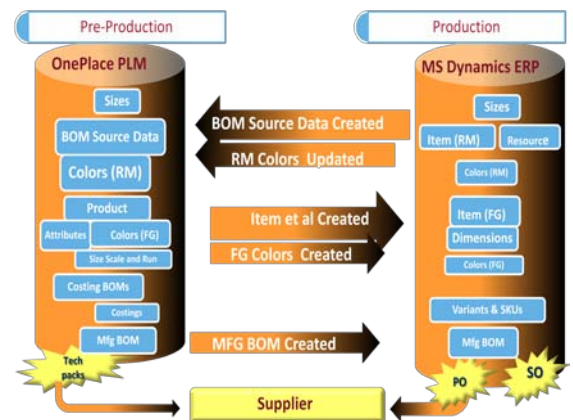 Pre-Production
Production
OnePlace PLM
MS Dynamics ERP
Sizes
BOM Source Data
Colors (RM)
Product
Attributes
Colors (FG)
Size Scale and Run
Costing BOMs
Costings
Mfg BOM
Tech
packs
BOM Source Data Created
RM Colors Updated
Item et al Created
FG Colors Created
MFG BOM Created
Sizes
Item (RM)
Resource
Colors (RM)
Item (FG)
Dimensions
Colors (FG)
Variants & SKUs
Mfg BOM
PO
SO
Supplier